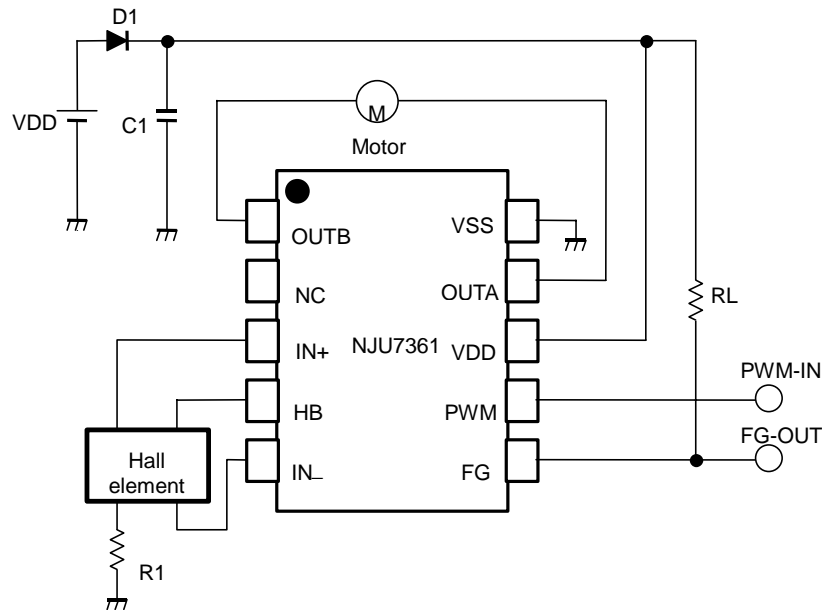 D1
VDD
C1
M
Motor
OUTB
VSS
NC
OUTA
RL
IN+
NJU7361
VDD
PWM-IN
HB
PWM
FG-OUT
Hall
element
IN–
FG
R1